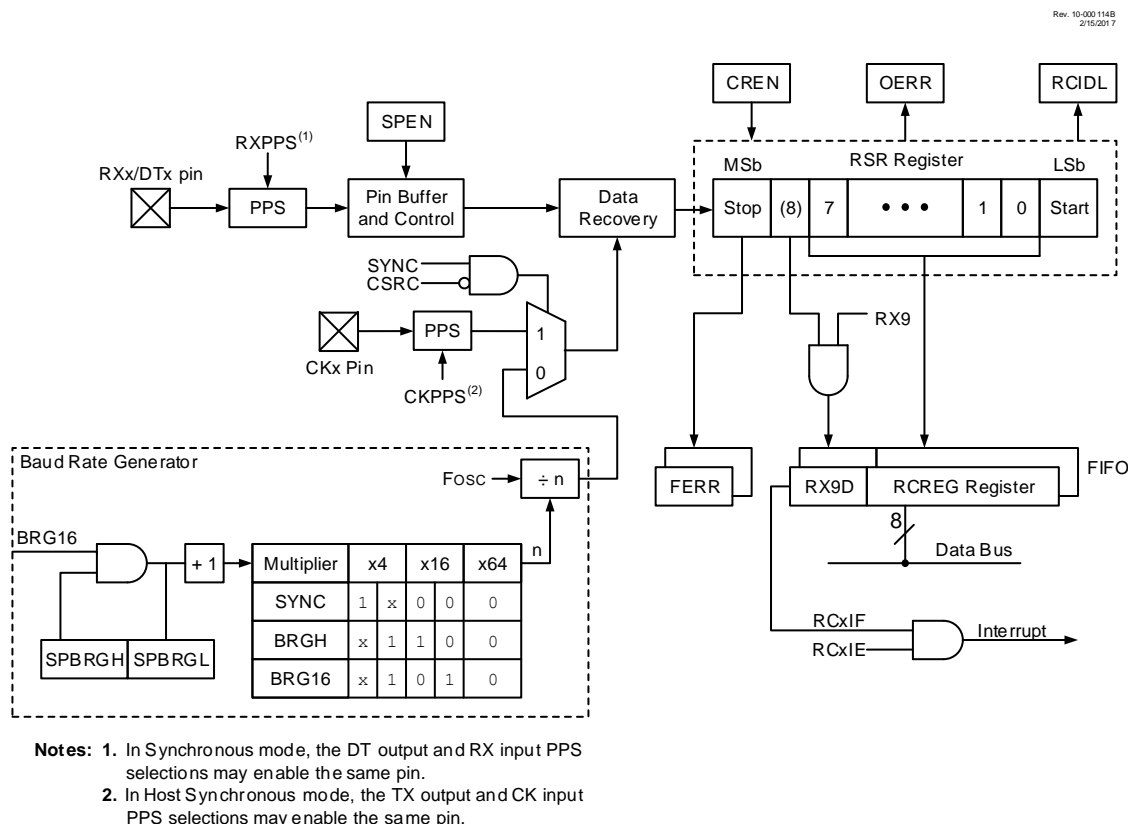 Rev. 10-000 114B
2/15/201 7
CREN
OERR
RCIDL
SPEN
RXPPS(1)
RXx/DTx pin
PPS
Pin Buffer
and Control
Data
Recovery
MSb
RSR Register
LSb
Stop
(8)
7
• • •
1
0
Start
SYNC
CSRC
PPS
CKx Pin
CKPPS(2)
1
0
RX9
Baud Rate Generator
Fosc
÷ n
n
BRG16
+ 1
SPBRGH
SPBRGL
Multiplier x4 x16 x64
SYNC 1 x 0 0 0
BRGH x 1 1 0 0
BRG16 x 1 0 1 0
FERR
RX9D
RCREG Register
FIFO
8
Data Bus
RCxIF
RCxIE
Interrupt
Notes: 1. In Synchronous mode, the DT output and RX input PPS
selections may enable the same pin.
2. In Host Synchronous mode, the TX output and CK input
PPS selections may enable the same pin.